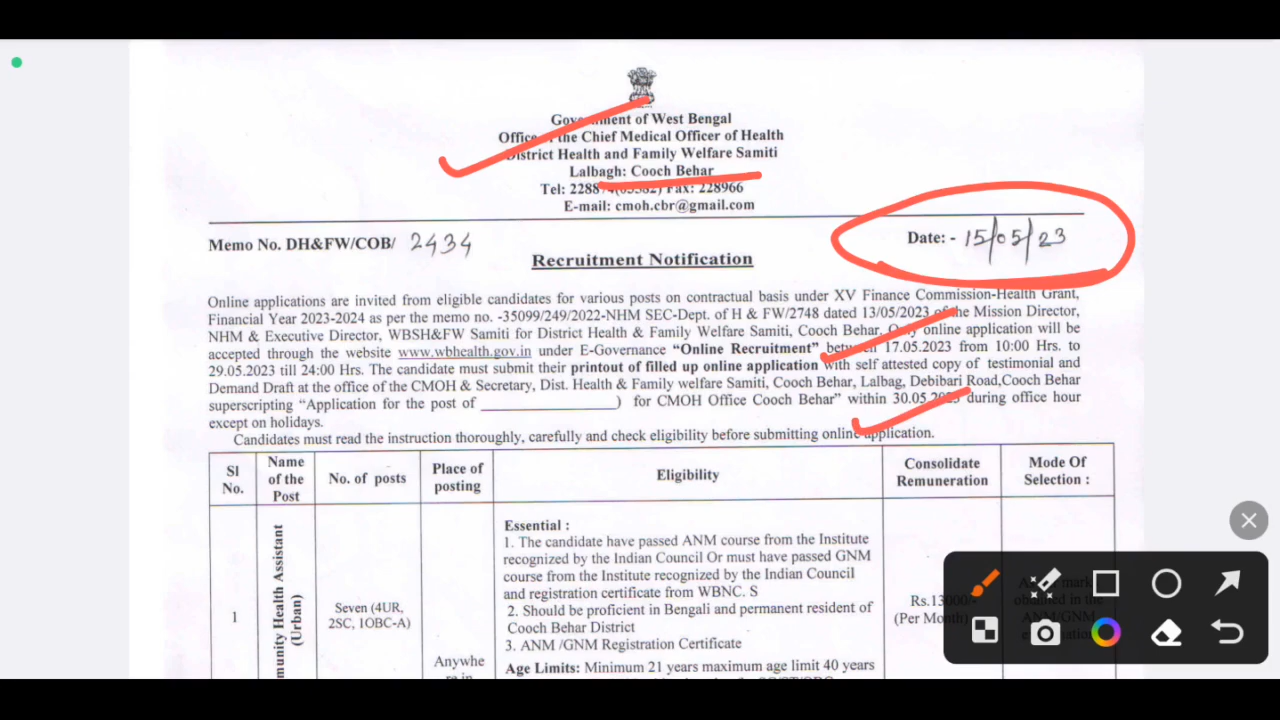 Government of West Bengal
Office of the Chief Medical Officer of Health
District Health and Family Welfare Samiti
Lalbagh: Cooch Behar
Tel: 22887 Fax: 228966
E-mail: cmoh.cbr@gmail.com
Memo No. DH&FW/COB/ 2434
Date: - 15/05/23
Recruitment Notification
Online applications are invited from eligible candidates for various posts on contractual basis under XV Finance Commission-Health Grant,
Financial Year 2023-2024 as per the memo no. -35099/249/2022-NHM SEC-Dept. of H & FW/2748 dated 13/05/2023 of the Mission Director,
NHM & Executive Director, WBSH&FW Samiti for District Health & Family Welfare Samiti, Cooch Behar. Only online application will be
accepted through the website www.wbhealth.gov.in under E-Governance “Online Recruitment” between 17.05.2023 from 10:00 Hrs. to
29.05.2023 till 24:00 Hrs. The candidate must submit their printout of filled up online application with self attested copy of testimonial and
Demand Draft at the office of the CMOH & Secretary, Dist. Health & Family welfare Samiti, Cooch Behar, Lalbag, Debibari Road,Cooch Behar
superscripting “Application for the post of ____________________) for CMOH Office Cooch Behar” within 30.05.2023 during office hour
except on holidays.
Candidates must read the instruction thoroughly, carefully and check eligibility before submitting online application.
Sl No.
Name of the Post
No. of posts
Place of posting
Eligibility
Consolidate Remuneration
Mode Of Selection :
1
munity Health Assistant (Urban)
Seven (4UR,
2SC, 1OBC-A)
Anywhe
re in
Essential :
1. The candidate have passed ANM course from the Institute
recognized by the Indian Council Or must have passed GNM
course from the Institute recognized by the Indian Council
and registration certificate from WBNC. S
2. Should be proficient in Bengali and permanent resident of
Cooch Behar District
3. ANM /GNM Registration Certificate
Age Limits: Minimum 21 years maximum age limit 40 years
Rs.13000/-
(Per Month)